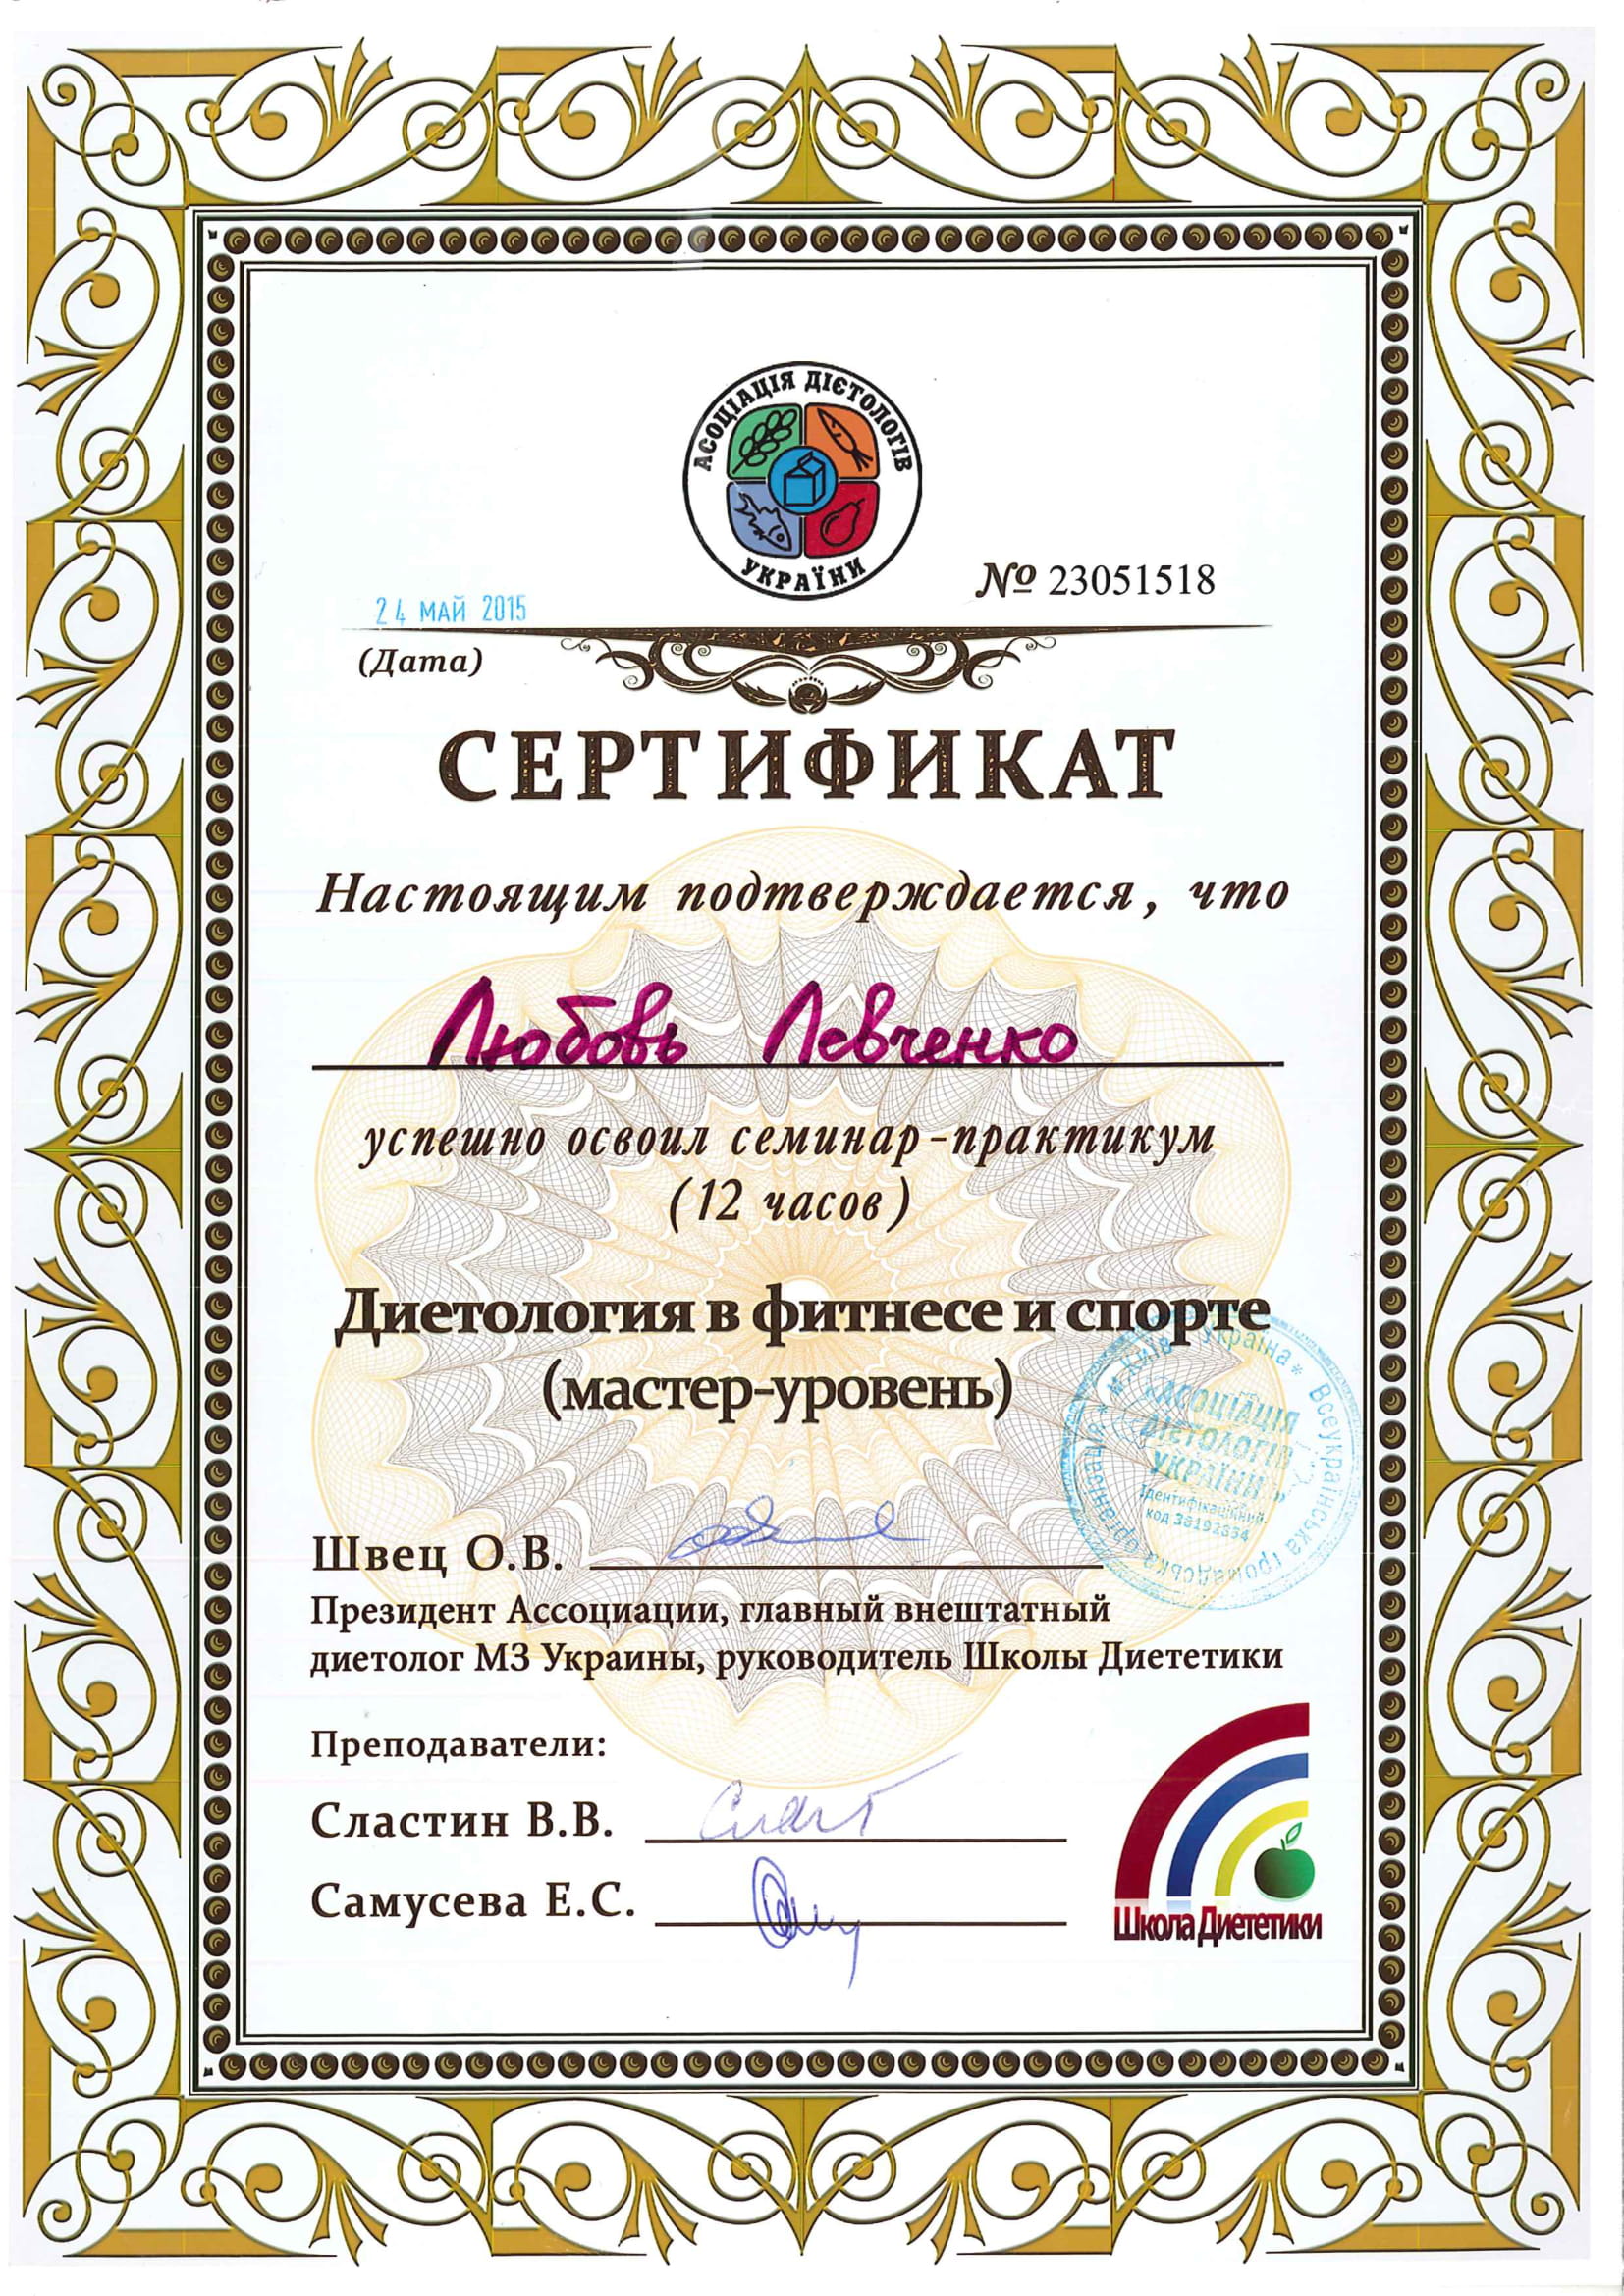 АСОЦІАЦІЯ ДІЄТОЛОГІВ
УКРАЇНИ
№ 23051518
24 МАЙ 2015
(Дата)
СЕРТИФИКАТ
Настоящим подтверждается, что
Любовь Левченко
успешно освоил семинар-практикум
(12 часов)
Диетология в фитнесе и спорте
(мастер-уровень)
м.Київ * Україна * Всеукраїнська громадська організація *
«АСОЦІАЦІЯ
ДІЄТОЛОГІВ
УКРАЇНИ»
Ідентифікаційний
код
Швец О.В.
Президент Ассоциации, главный внештатный
диетолог МЗ Украины, руководитель Школы Диететики
Преподаватели:
Сластин В.В.
Самусева Е.С.
Школа Диететики